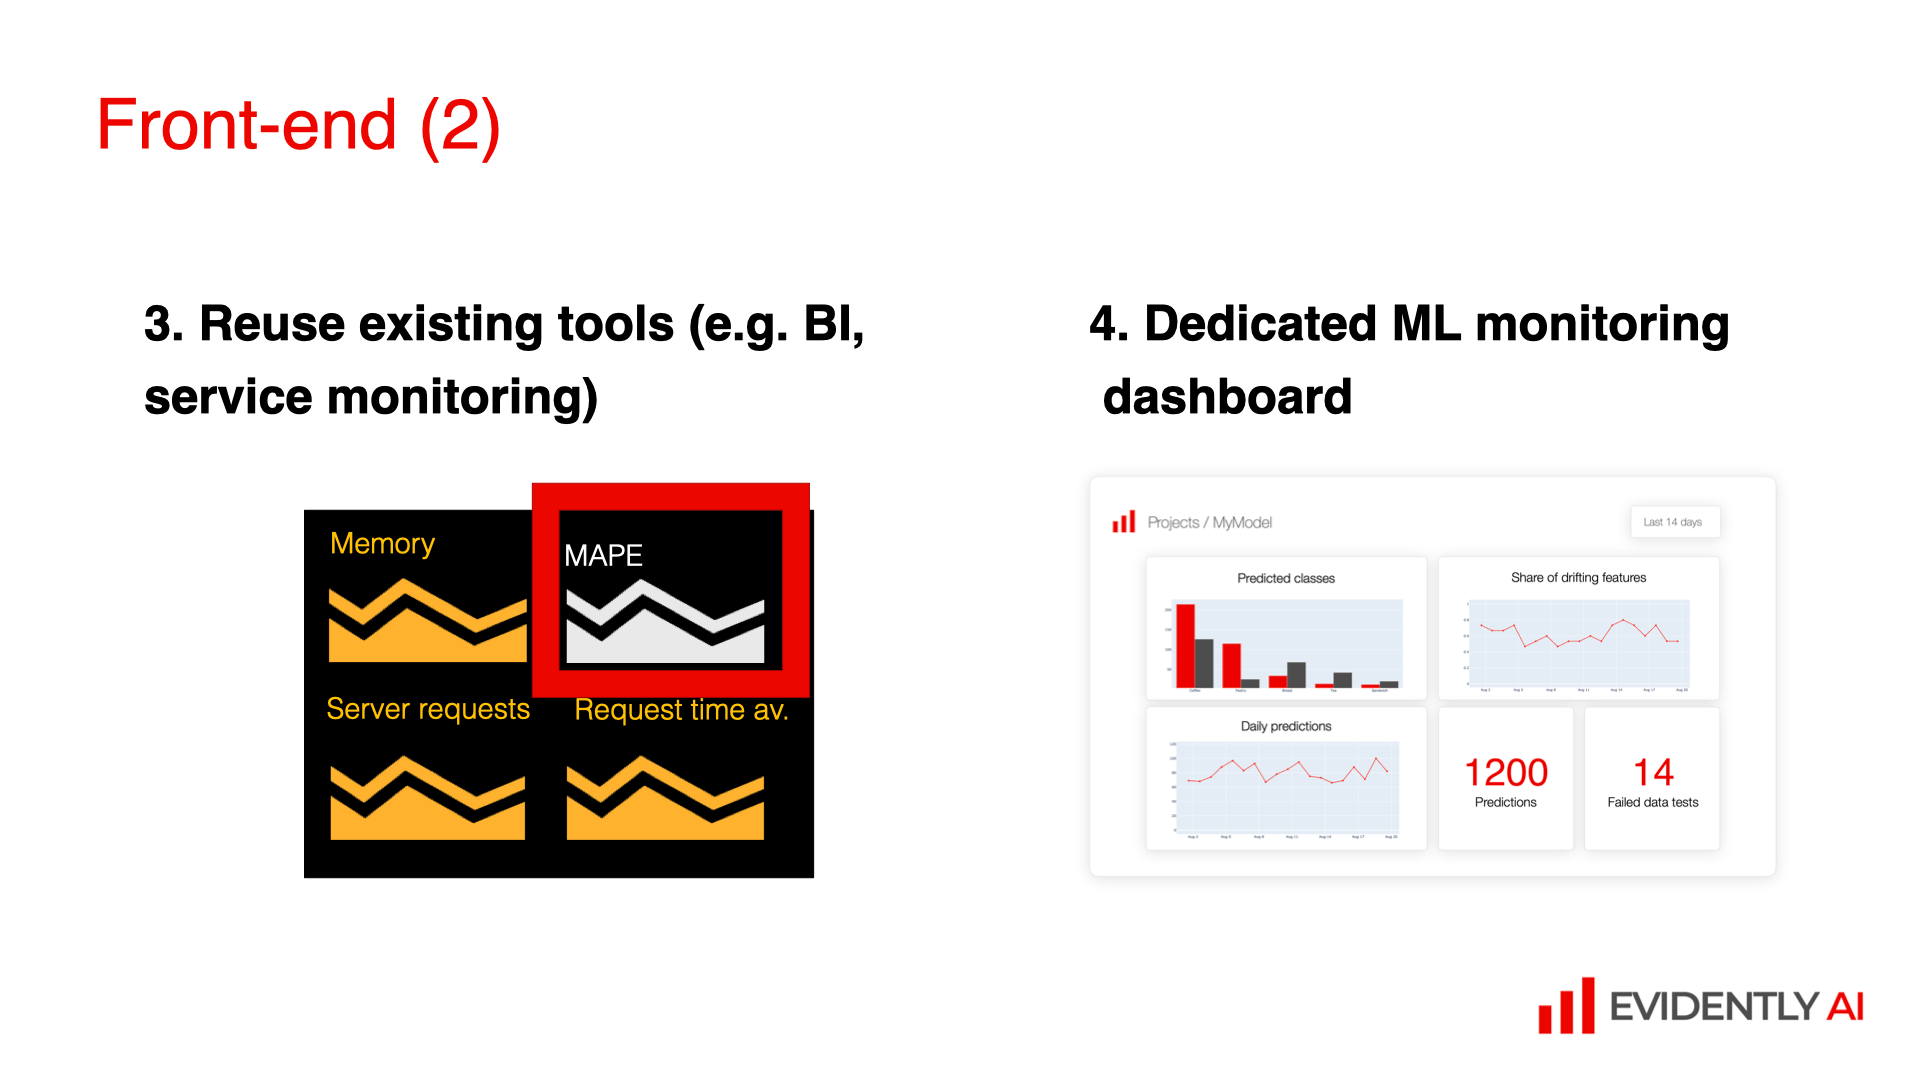 Front-end (2)
3. Reuse existing tools (e.g. BI,
service monitoring)
Memory
MAPE
Server requests
Request time av.
4. Dedicated ML monitoring
dashboard
Projects / MyModel
Last 14 days
Predicted classes
Share of drifting features
Daily predictions
1200
Predictions
14
Failed data tests
EVIDENTLY AI